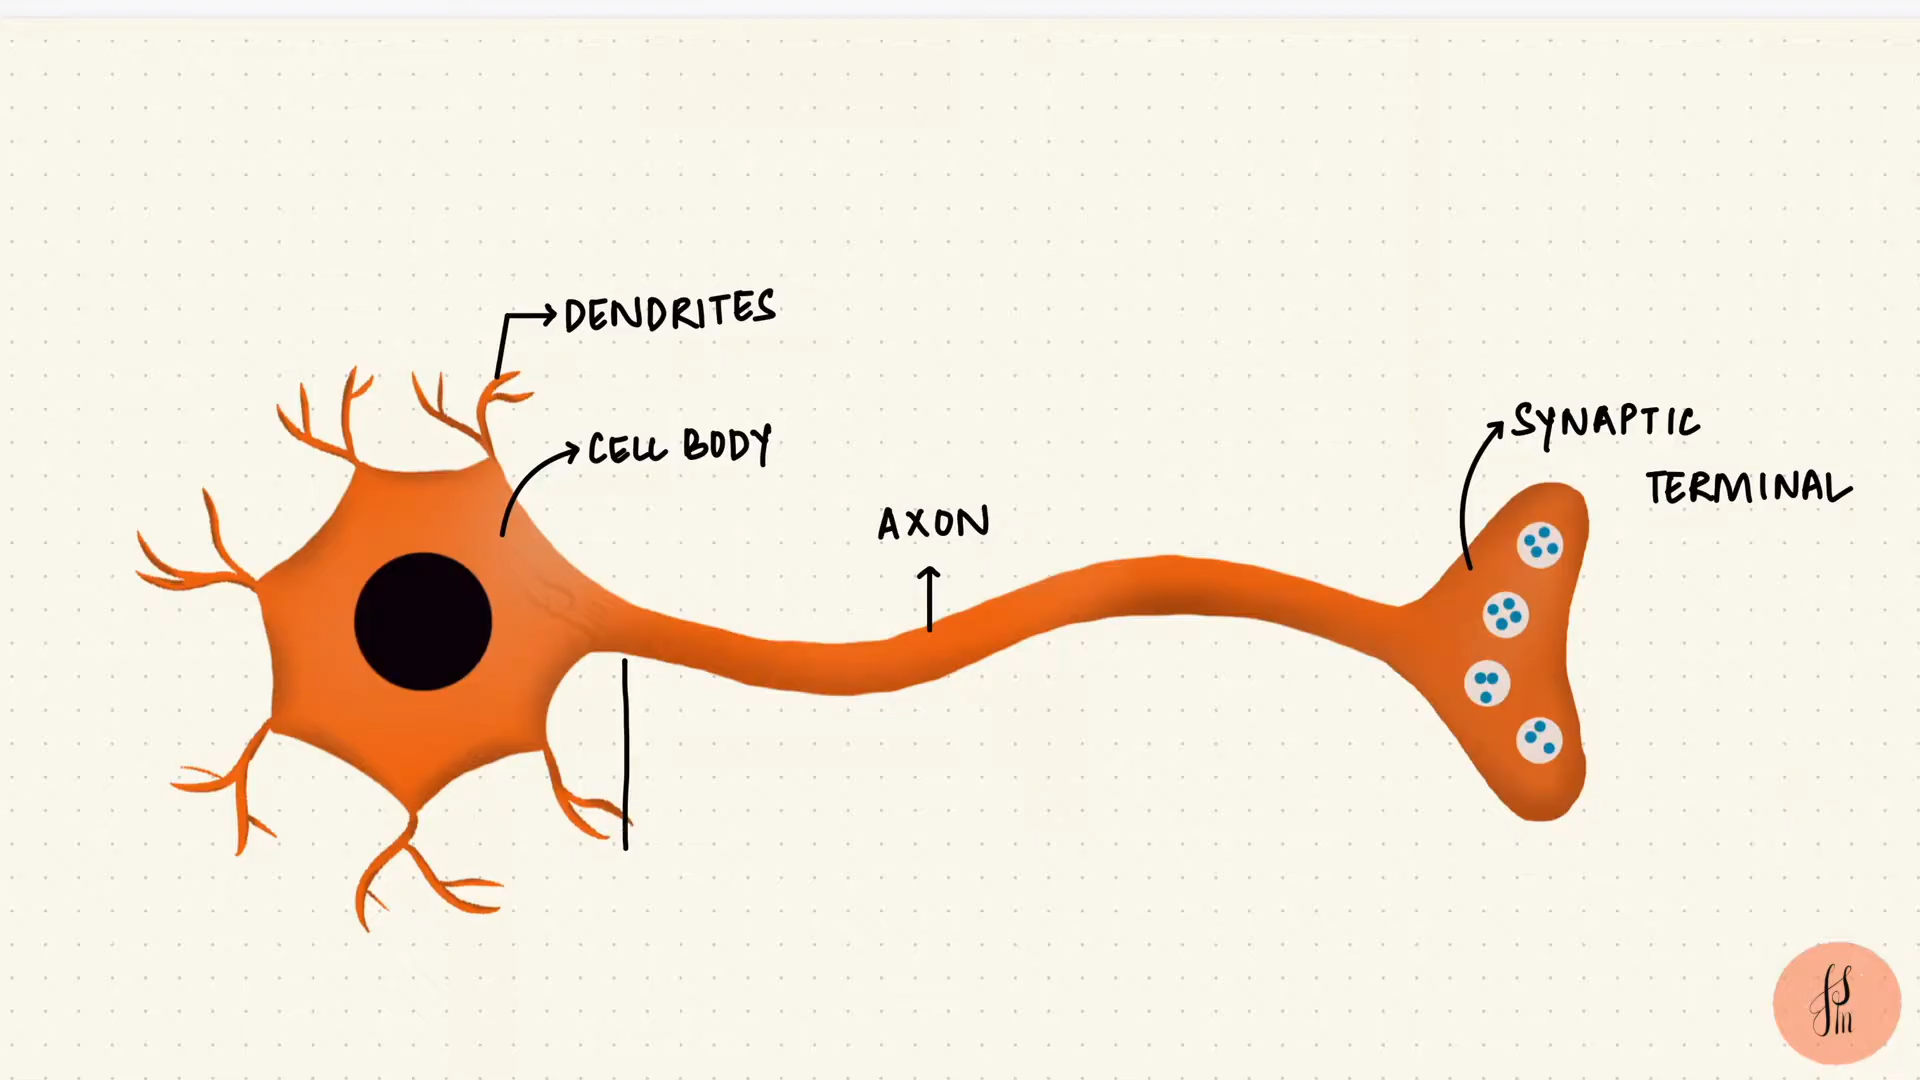 DENDRITES
CELL BODY
AXON
SYNAPTIC
TERMINAL